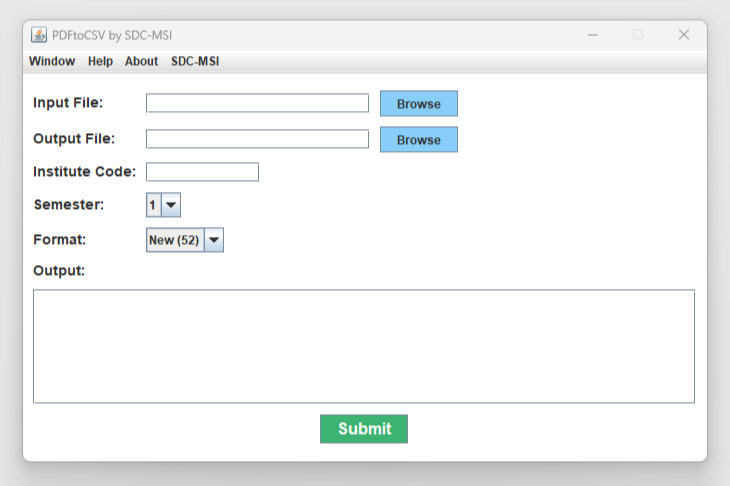 PDFtoCSV by SDC-MSI
Window Help About SDC-MSI
Input File: Browse
Output File: Browse
Institute Code:
Semester: 1
Format: New (52)
Output:
Submit